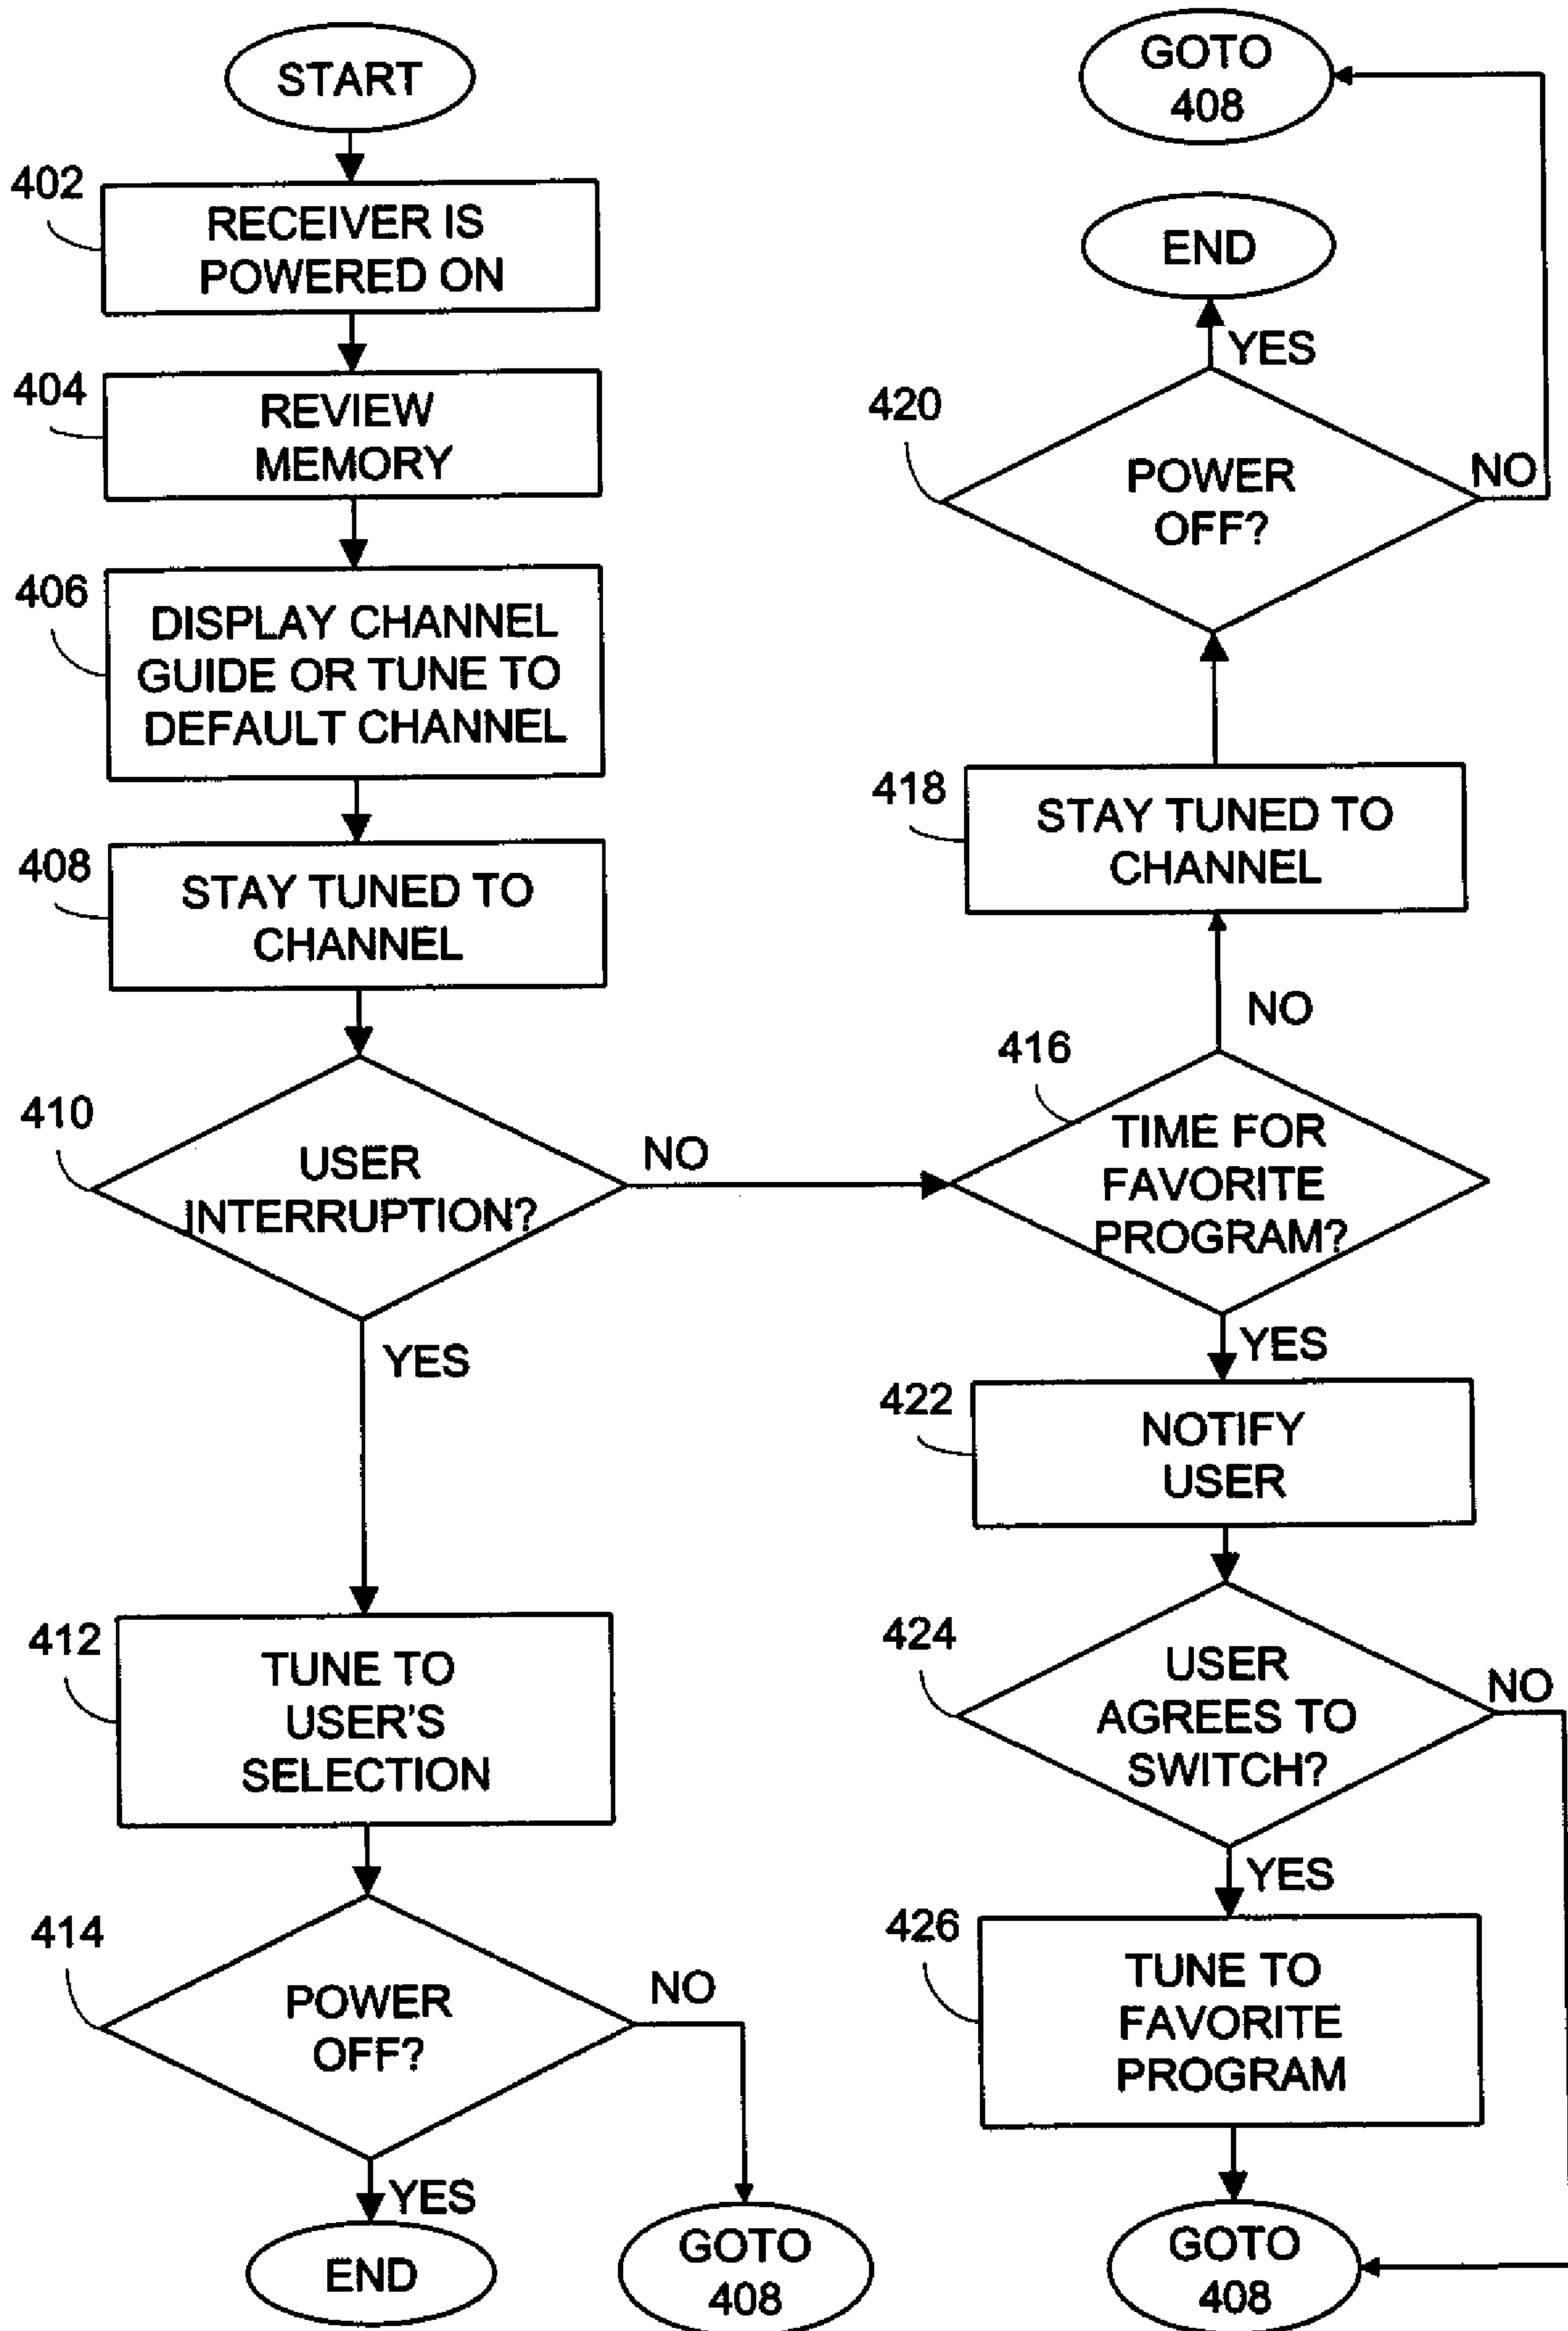 START
402
RECEIVER IS
POWERED ON
404
REVIEW
MEMORY
406
DISPLAY CHANNEL
GUIDE OR TUNE TO
DEFAULT CHANNEL
408
STAY TUNED TO
CHANNEL
410
USER
INTERRUPTION?
NO
YES
412
TUNE TO
USER'S
SELECTION
414
POWER
OFF?
NO
YES
END
GOTO
408
GOTO
408
END
YES
420
POWER
OFF?
NO
418
STAY TUNED TO
CHANNEL
NO
416
TIME FOR
FAVORITE
PROGRAM?
YES
422
NOTIFY
USER
424
USER
AGREES TO
SWITCH?
NO
YES
426
TUNE TO
FAVORITE
PROGRAM
GOTO
408